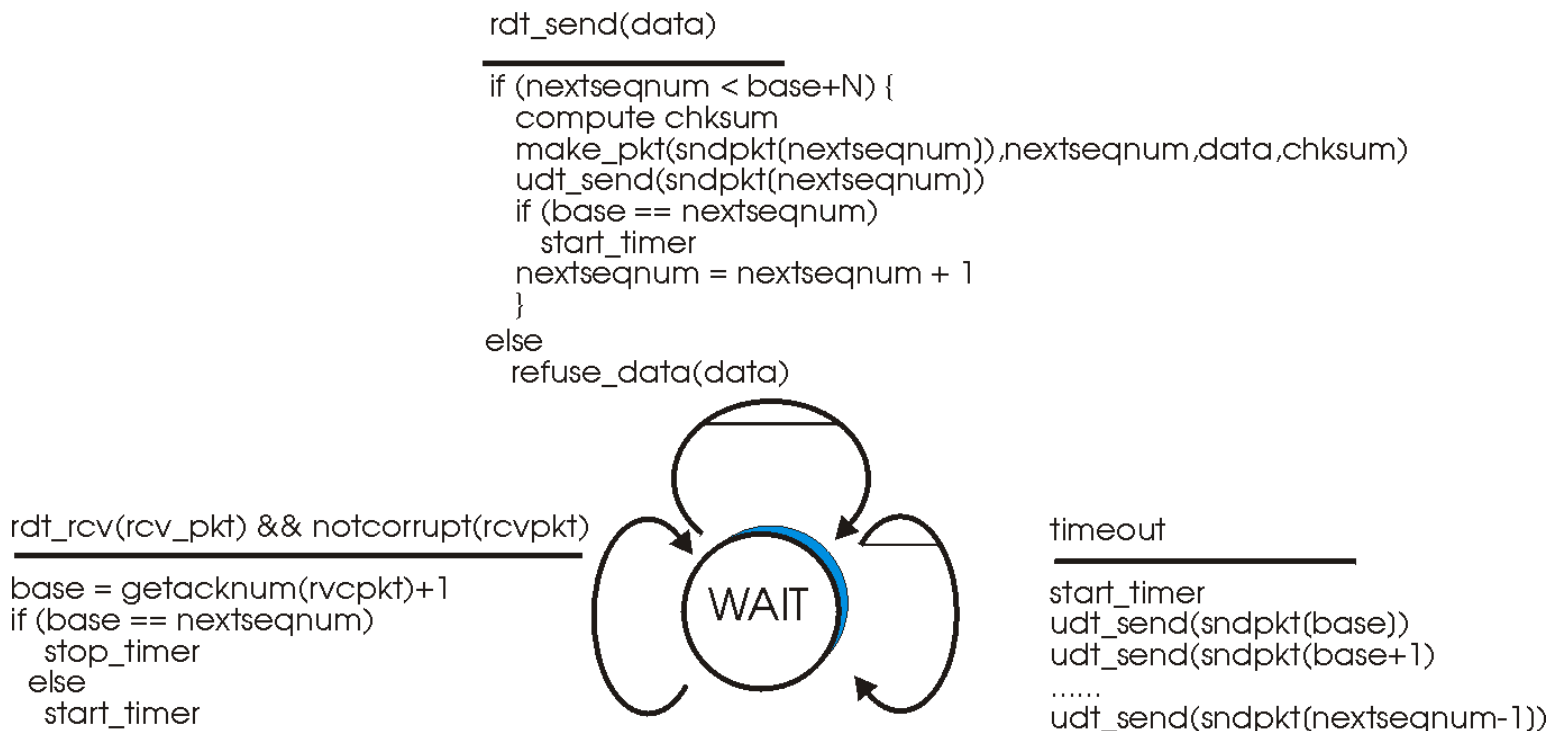 rdt_send(data)
if (nextseqnum < base+N) {
compute chksum
make_pkt(sndpkt(nextseqnum)),nextseqnum,data,chksum)
udt_send(sndpkt(nextseqnum))
if (base == nextseqnum)
start_timer
nextseqnum = nextseqnum + 1
}
else
refuse_data(data)
rdt_rcv(rcv_pkt) && notcorrupt(rcvpkt)
base = getacknum(rvcpkt)+1
if (base == nextseqnum)
stop_timer
else
start_timer
WAIT
timeout
start_timer
udt_send(sndpkt(base))
udt_send(sndpkt(base+1)
......
udt_send(sndpkt(nextseqnum-1))